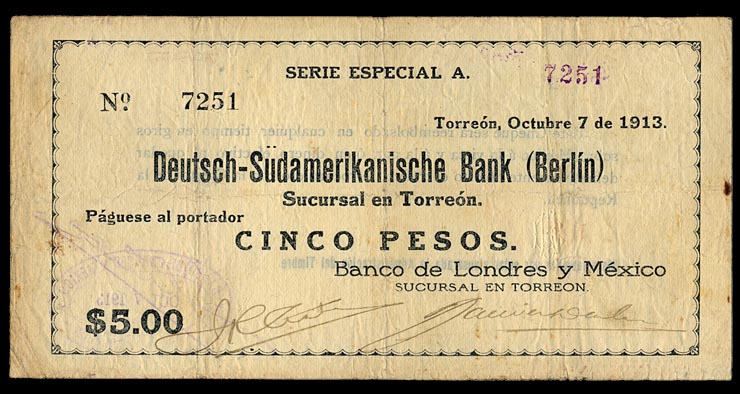 SERIE ESPECIAL A.
7251
Nº 7251
Torreón, Octubre 7 de 1913.
Deutsch-Südamerikanische Bank (Berlín)
Sucursal en Torreón.
Páguese al portador
CINCO PESOS.
Banco de Londres y México
SUCURSAL EN TORREON.
$5.00